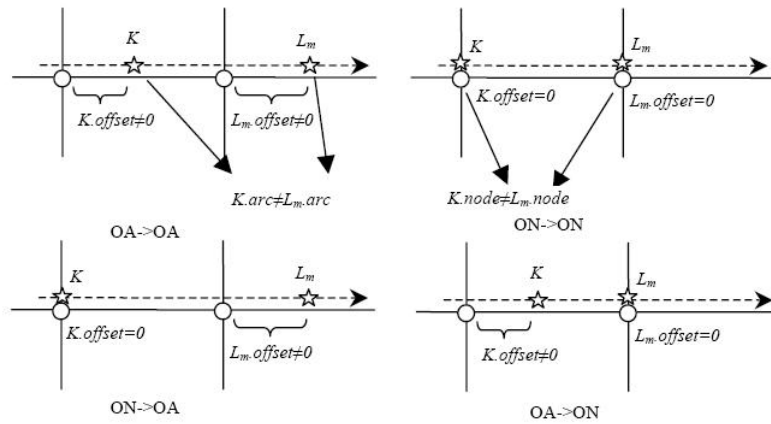 K
Lm
K.offset≠0
Lm.offset≠0
K.arc≠Lm.arc
OA->OA
K
Lm
K.offset=0
Lm.offset=0
K.node≠Lm.node
ON->ON
K
Lm
K.offset=0
Lm.offset≠0
ON->OA
K
Lm
K.offset≠0
Lm.offset=0
OA->ON